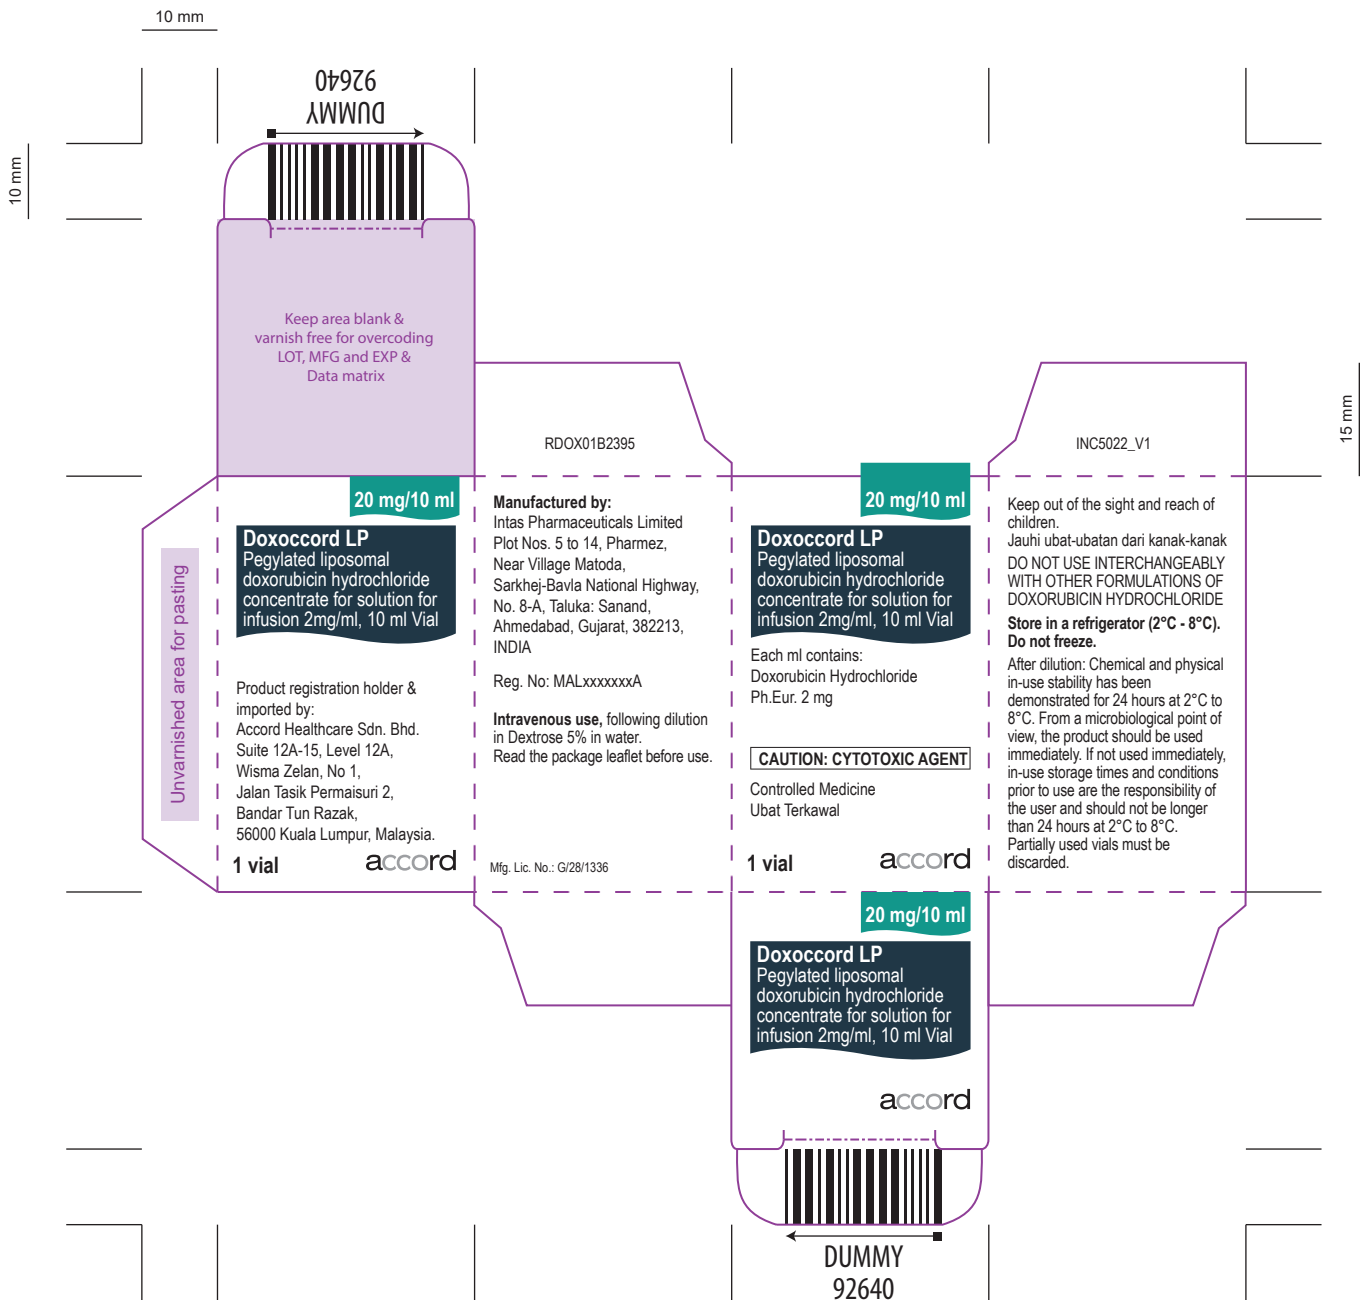 10 mm
10 mm
DUMMY
92640
Keep area blank &
varnish free for overcoding
LOT, MFG and EXP &
Data matrix
15 mm
RDOX01B2395
INC5022_V1
Unvarnished area for pasting
20 mg/10 ml
Doxoccord LP
Pegylated liposomal
doxorubicin hydrochloride
concentrate for solution for
infusion 2mg/ml, 10 ml Vial
Product registration holder &
imported by:
Accord Healthcare Sdn. Bhd.
Suite 12A-15, Level 12A,
Wisma Zelan, No 1,
Jalan Tasik Permaisuri 2,
Bandar Tun Razak,
56000 Kuala Lumpur, Malaysia.
1 vial
accord
Manufactured by:
Intas Pharmaceuticals Limited
Plot Nos. 5 to 14, Pharmez,
Near Village Matoda,
Sarkhej-Bavla National Highway,
No. 8-A, Taluka: Sanand,
Ahmedabad, Gujarat, 382213,
INDIA
Reg. No: MALxxxxxxxA
Intravenous use, following dilution
in Dextrose 5% in water.
Read the package leaflet before use.
Mfg. Lic. No.: G/28/1336
20 mg/10 ml
Doxoccord LP
Pegylated liposomal
doxorubicin hydrochloride
concentrate for solution for
infusion 2mg/ml, 10 ml Vial
Each ml contains:
Doxorubicin Hydrochloride
Ph.Eur. 2 mg
CAUTION: CYTOTOXIC AGENT
Controlled Medicine
Ubat Terkawal
1 vial
accord
Keep out of the sight and reach of
children.
Jauhi ubat-ubatan dari kanak-kanak
DO NOT USE INTERCHANGEABLY
WITH OTHER FORMULATIONS OF
DOXORUBICIN HYDROCHLORIDE
Store in a refrigerator (2°C - 8°C).
Do not freeze.
After dilution: Chemical and physical
in-use stability has been
demonstrated for 24 hours at 2°C to
8°C. From a microbiological point of
view, the product should be used
immediately. If not used immediately,
in-use storage times and conditions
prior to use are the responsibility of
the user and should not be longer
than 24 hours at 2°C to 8°C.
Partially used vials must be
discarded.
20 mg/10 ml
Doxoccord LP
Pegylated liposomal
doxorubicin hydrochloride
concentrate for solution for
infusion 2mg/ml, 10 ml Vial
accord
DUMMY
92640